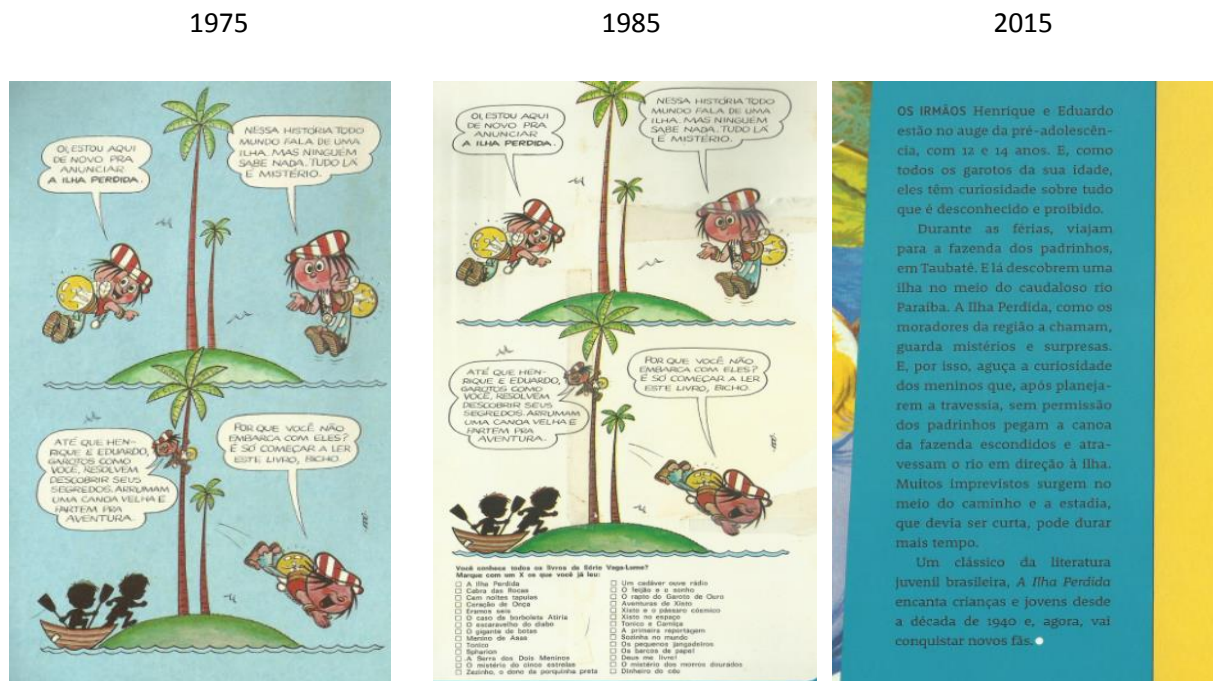 1975
1985
2015
OI, ESTOU AQUI
DE NOVO PRA
ANUNCIAR
A ILHA PERDIDA.
NESSA HISTÓRIA TODO
MUNDO FALA DE UMA
ILHA. MAS NINGUÉM
SABE NADA. TUDO LÁ
É MISTÉRIO.
ATÉ QUE HEN-
RIQUE E EDUARDO,
GAROTOS COMO
VOCÊ, RESOLVEM
DESCOBRIR SEUS
SEGREDOS. ARRUMAM
UMA CANOA VELHA E
PARTEM PRA
AVENTURA.
POR QUE VOCÊ NÃO
EMBARCA COM ELES?
É SÓ COMEÇAR A LER
ESTE LIVRO, BICHO.
OI, ESTOU AQUI
DE NOVO PRA
ANUNCIAR
A ILHA PERDIDA.
NESSA HISTÓRIA TODO
MUNDO FALA DE UMA
ILHA. MAS NINGUÉM
SABE NADA. TUDO LÁ
É MISTÉRIO.
ATÉ QUE HEN-
RIQUE E EDUARDO,
GAROTOS COMO
VOCÊ, RESOLVEM
DESCOBRIR SEUS
SEGREDOS. ARRUMAM
UMA CANOA VELHA E
PARTEM PRA
AVENTURA.
POR QUE VOCÊ NÃO
EMBARCA COM ELES?
É SÓ COMEÇAR A LER
ESTE LIVRO, BICHO.
Você conhece todos os livros da Série Vaga-Lume?
Marque com um X os que você já leu:
A Ilha Perdida
Cabra das Rocas
Cem noites tapuias
Coração de Onça
Éramos seis
O caso da borboleta Atíria
O escaravelho do diabo
O gigante de botas
Menino de Asas
Tonico
Spharion
A Serra dos Dois Meninos
O mistério do cinco estrelas
Zezinho, o dono da porquinha preta
Um cadáver ouve rádio
O feijão e o sonho
O rapto do Garoto de Ouro
Aventuras de Xisto
Xisto e o pássaro cósmico
Xisto no espaço
Tonico e Carniça
A primeira reportagem
Sozinha no mundo
Os pequenos jangadeiros
Os barcos de papel
Deus me livre!
O mistério dos morros dourados
Dinheiro do céu
OS IRMÃOS Henrique e Eduardo
estão no auge da pré-adolescên-
cia, com 12 e 14 anos. E, como
todos os garotos da sua idade,
eles têm curiosidade sobre tudo
que é desconhecido e proibido.
Durante as férias, viajam
para a fazenda dos padrinhos,
em Taubaté. E lá descobrem uma
ilha no meio do caudaloso rio
Paraíba. A Ilha Perdida, como os
moradores da região a chamam,
guarda mistérios e surpresas.
E, por isso, aguça a curiosidade
dos meninos que, após planeja-
rem a travessia, sem permissão
dos padrinhos pegam a canoa
da fazenda escondidos e atra-
vessam o rio em direção à ilha.
Muitos imprevistos surgem no
meio do caminho e a estadia,
que devia ser curta, pode durar
mais tempo.
Um clássico da literatura
juvenil brasileira, A Ilha Perdida
encanta crianças e jovens desde
a década de 1940 e, agora, vai
conquistar novos fãs.